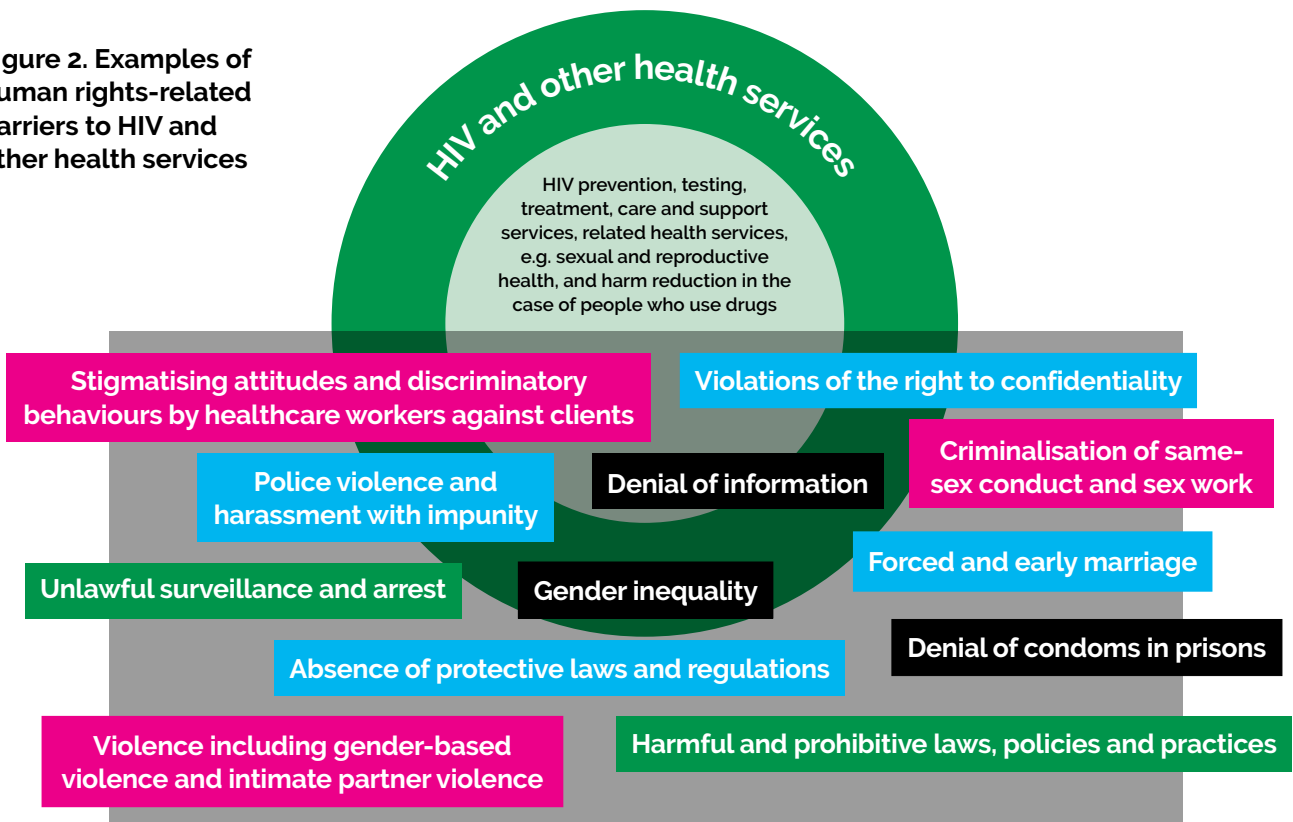 igure 2. Examples of
uman rights-related
arriers to HIV and
ther health services
HIV and other health services
HIV prevention, testing,
treatment, care and support
services, related health services,
e.g. sexual and reproductive
health, and harm reduction in the
case of people who use drugs
Stigmatising attitudes and discriminatory
behaviours by healthcare workers against clients
Violations of the right to confidentiality
Criminalisation of same-
sex conduct and sex work
Police violence and
harassment with impunity
Denial of information
Forced and early marriage
Unlawful surveillance and arrest
Gender inequality
Denial of condoms in prisons
Absence of protective laws and regulations
Violence including gender-based
violence and intimate partner violence
Harmful and prohibitive laws, policies and practices